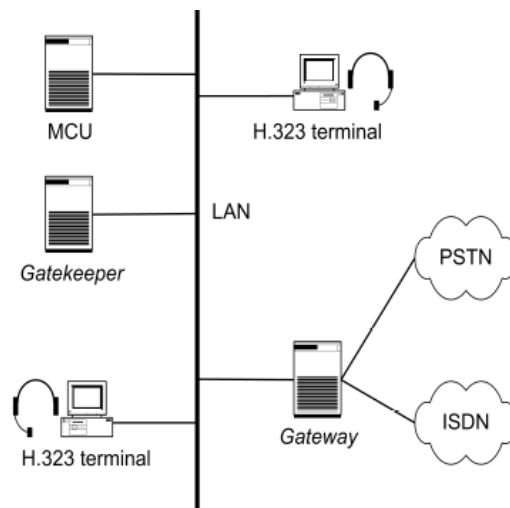 MCU
H.323 terminal
LAN
Gatekeeper
PSTN
Gateway
ISDN
H.323 terminal